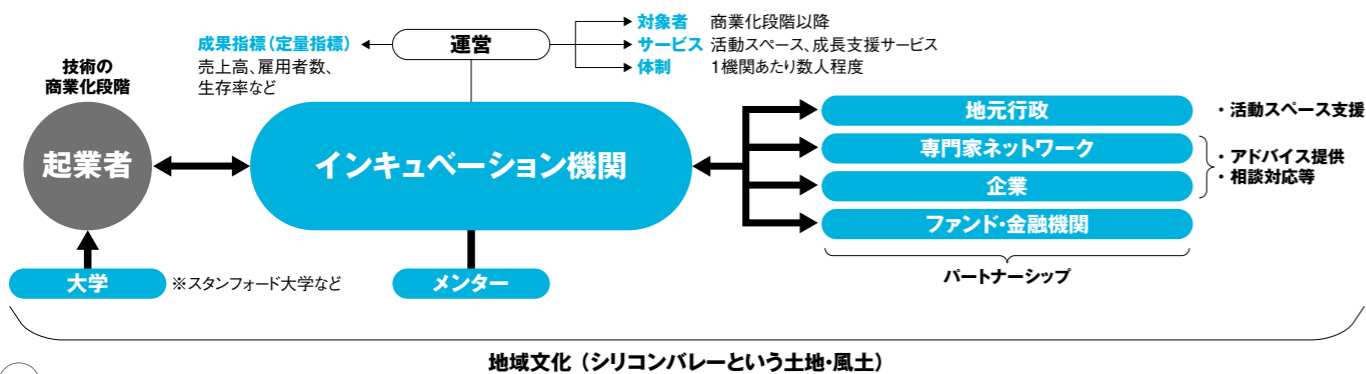 対象者 商業化段階以降
成果指標(定量指標)
運営
サービス 活動スペース、成長支援サービス
売上高、雇用者数、
生存率など
体制 1機関あたり数人程度
技術の
商業化段階
起業者
インキュベーション機関
地元行政
・活動スペース支援
専門家ネットワーク
企業
・アドバイス提供
・相談対応等
ファンド・金融機関
パートナーシップ
大学
※スタンフォード大学など
メンター
地域文化(シリコンバレーという土地・風土)